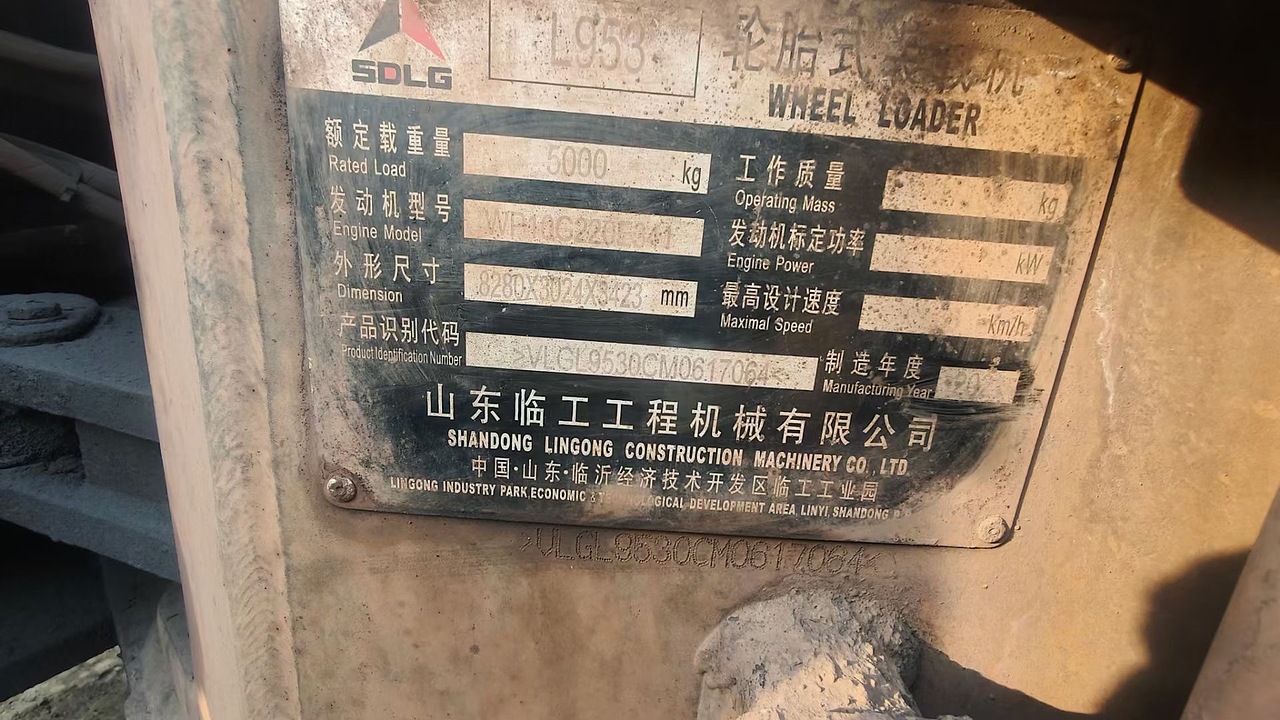 SDLG
L953
轮胎式装载机
WHEEL LOADER
额定载重量 5000 kg
Rated Load
工作质量 kg
Operating Mass
发动机型号
Engine Model
发动机标定功率 kW
Engine Power
外形尺寸 8280X3024X3423 mm
Dimension
最高设计速度 km/h
Maximal Speed
产品识别代码 >VLGL9530CM0617064<
Product Identification Number
制造年度
Manufacturing Year
山东临工工程机械有限公司
SHANDONG LINGONG CONSTRUCTION MACHINERY CO.,LTD.
中国·山东·临沂经济技术开发区临工工业园
LINGONG INDUSTRY PARK,ECONOMIC & TECHNOLOGICAL DEVELOPMENT AREA, LINYI, SHANDONG
>VLGL9530CM0617064<